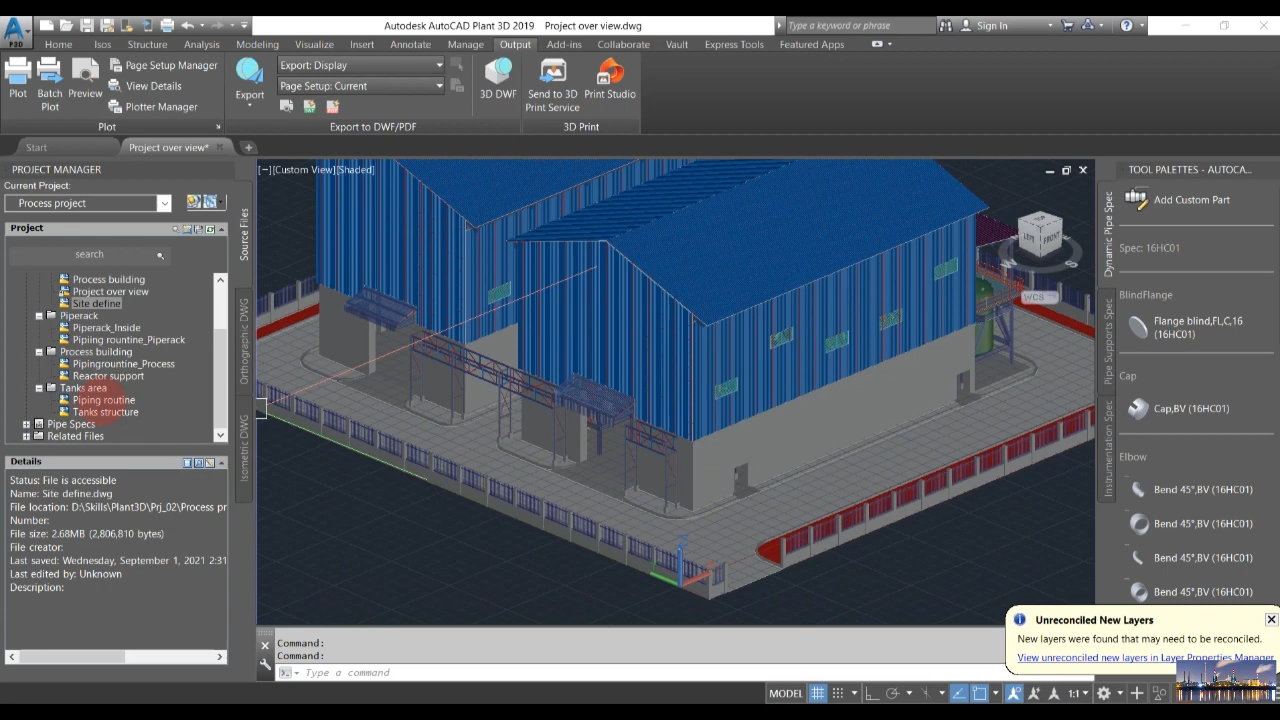 Autodesk AutoCAD Plant 3D 2019   Project over view.dwg
Type a keyword or phrase
Sign In
P3D
Home
Isos
Structure
Analysis
Modeling
Visualize
Insert
Annotate
Manage
Output
Add-ins
Collaborate
Vault
Express Tools
Featured Apps
Plot
Batch
Plot
Preview
Page Setup Manager
View Details
Plotter Manager
Plot
Export
Export: Display
Page Setup: Current
Export to DWF/PDF
3D DWF
Send to 3D
Print Service
Print Studio
3D Print
Start
Project over view*
PROJECT MANAGER
Current Project:
Process project
Project
search
Process building
Project over view
Site define
Piperack
Piperack_Inside
Pipiing rountine_Piperack
Process building
Pipingrountine_Process
Reactor support
Tanks area
Piping routine
Tanks structure
Pipe Specs
Related Files
Details
Status: File is accessible
Name: Site define.dwg
File location: D:\Skills\Plant3D\Prj_02\Process pr
Number:
File size: 2.68MB (2,806,810 bytes)
File creator:
Last saved: Wednesday, September 1, 2021 2:31
Last edited by: Unknown
Description:
Source Files
Orthographic DWG
Isometric DWG
[−][Custom View][Shaded]
TOP
LEFT
FRONT
W
S
WCS
TOOL PALETTES - AUTOCA...
Dynamic Pipe Spec
Pipe Supports Spec
Instrumentation Spec
Add Custom Part
Spec: 16HC01
BlindFlange
Flange blind,FL,C,16
(16HC01)
Cap
Cap,BV (16HC01)
Elbow
Bend 45°,BV (16HC01)
Bend 45°,BV (16HC01)
Bend 45°,BV (16HC01)
Bend 45°,BV (16HC01)
Unreconciled New Layers
New layers were found that may need to be reconciled.
View unreconciled new layers in Layer Properties Manager
Command:
Command:
Type a command
MODEL
1:1